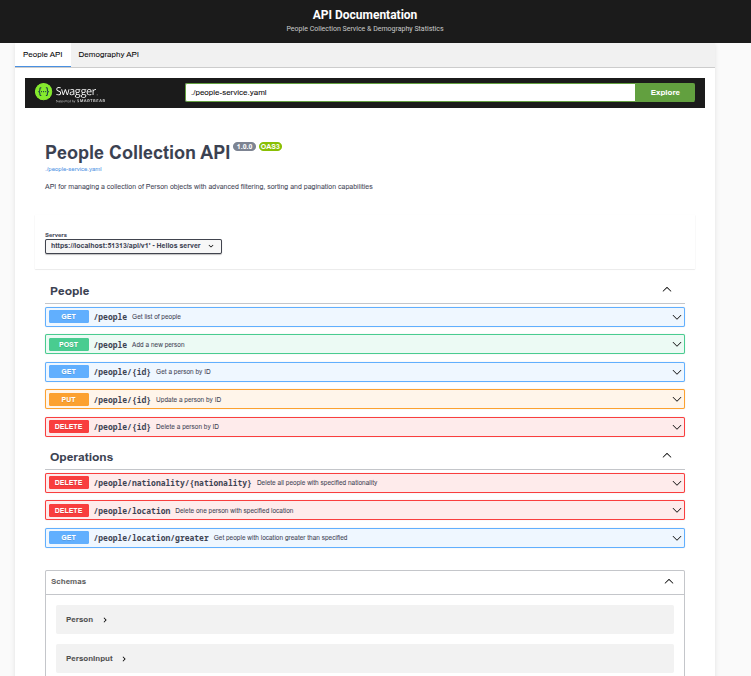 API Documentation
People Collection Service & Demography Statistics
People API Demography API
{··} Swagger ./people-service.yaml Explore
Supported by SMARTBEAR
People Collection API 1.0.0 OAS3
./people-service.yaml
API for managing a collection of Person objects with advanced filtering, sorting and pagination capabilities
Servers
https://localhost:51313/api/v1' - Helios server
People
GET /people Get list of people
POST /people Add a new person
GET /people/{id} Get a person by ID
PUT /people/{id} Update a person by ID
DELETE /people/{id} Delete a person by ID
Operations
DELETE /people/nationality/{nationality} Delete all people with specified nationality
DELETE /people/location Delete one person with specified location
GET /people/location/greater Get people with location greater than specified
Schemas
Person
PersonInput